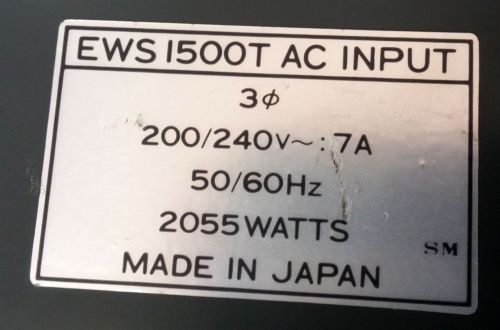 EWS 1500T AC INPUT
3φ
200/240V～: 7A
50/60Hz
2055WATTS
SM
MADE IN JAPAN